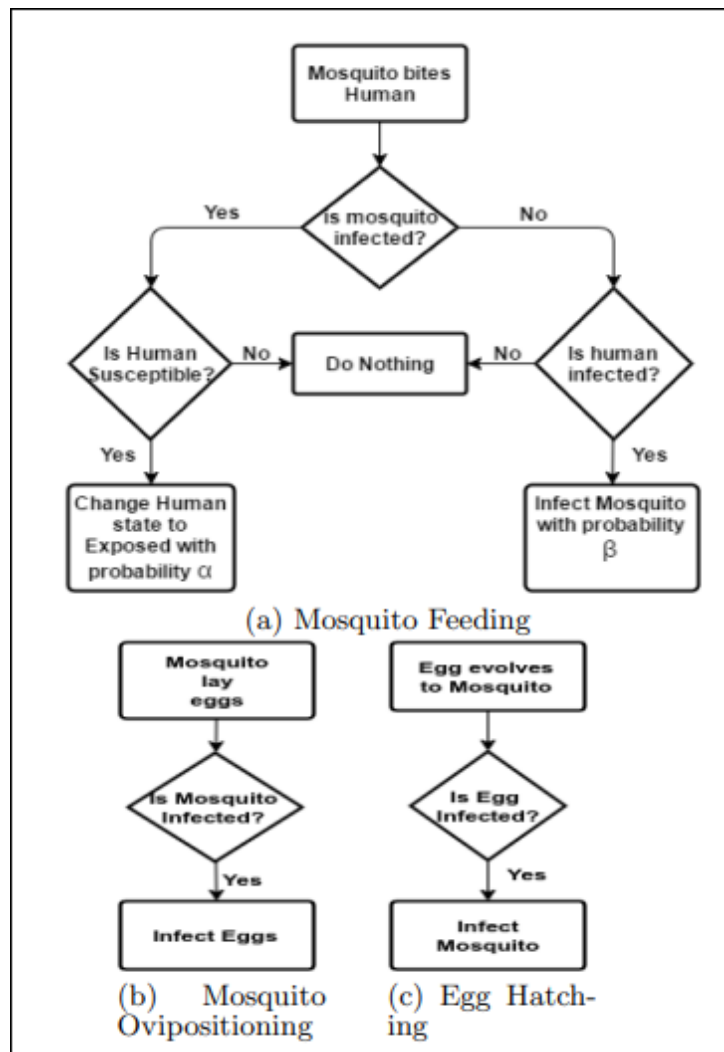 Mosquito bites
Human
Yes
Is mosquito
infected?
No
Is Human
Susceptible?
No
Do Nothing
No
Is human
infected?
Yes
Yes
Change Human
state to
Exposed with
probability α
Infect Mosquito
with probability
β
(a) Mosquito Feeding
Mosquito
lay
eggs
Is Mosquito
Infected?
Yes
Infect Eggs
(b) Mosquito
Ovipositioning
Egg evolves
to Mosquito
Is Egg
Infected?
Yes
Infect
Mosquito
(c) Egg Hatch-
ing